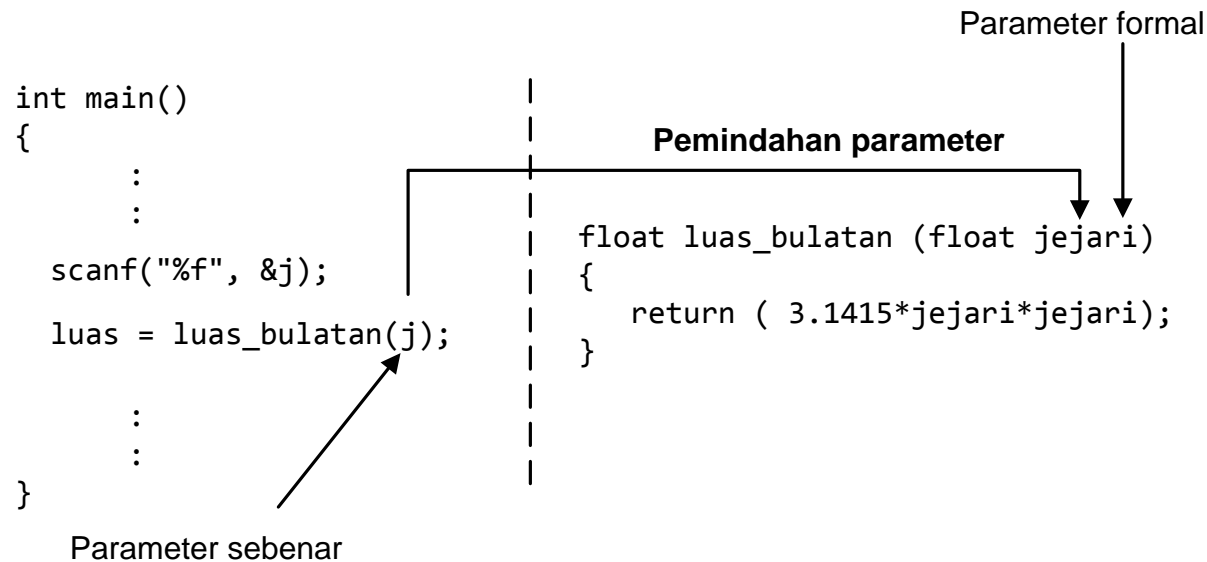 Parameter formal
int main()
{
:
:
scanf("%f", &j);
luas = luas_bulatan(j);
:
:
}
Parameter sebenar
Pemindahan parameter
float luas_bulatan (float jejari)
{
return ( 3.1415*jejari*jejari);
}